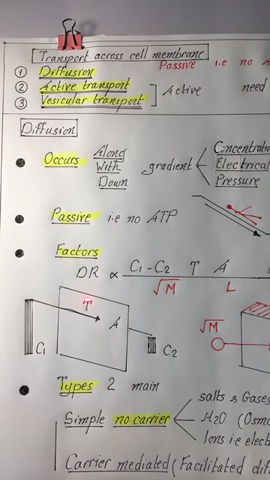 Transport across cell membrane
① Diffusion Passive i.e no A
② Active transport
③ Vesicular transport ] Active need
Diffusion
Occurs Along With Down gradient
Concentratio
Electrical
Pressure
Passive i.e no ATP
Factors
DR ∝ C₁-C₂ T A
√M L
T
A
√M
C₁ C₂
Types 2 main
Simple no carrier
salts & Gases
H₂O (Osmo
Ions i.e elect
Carrier mediated (Facilitated dif